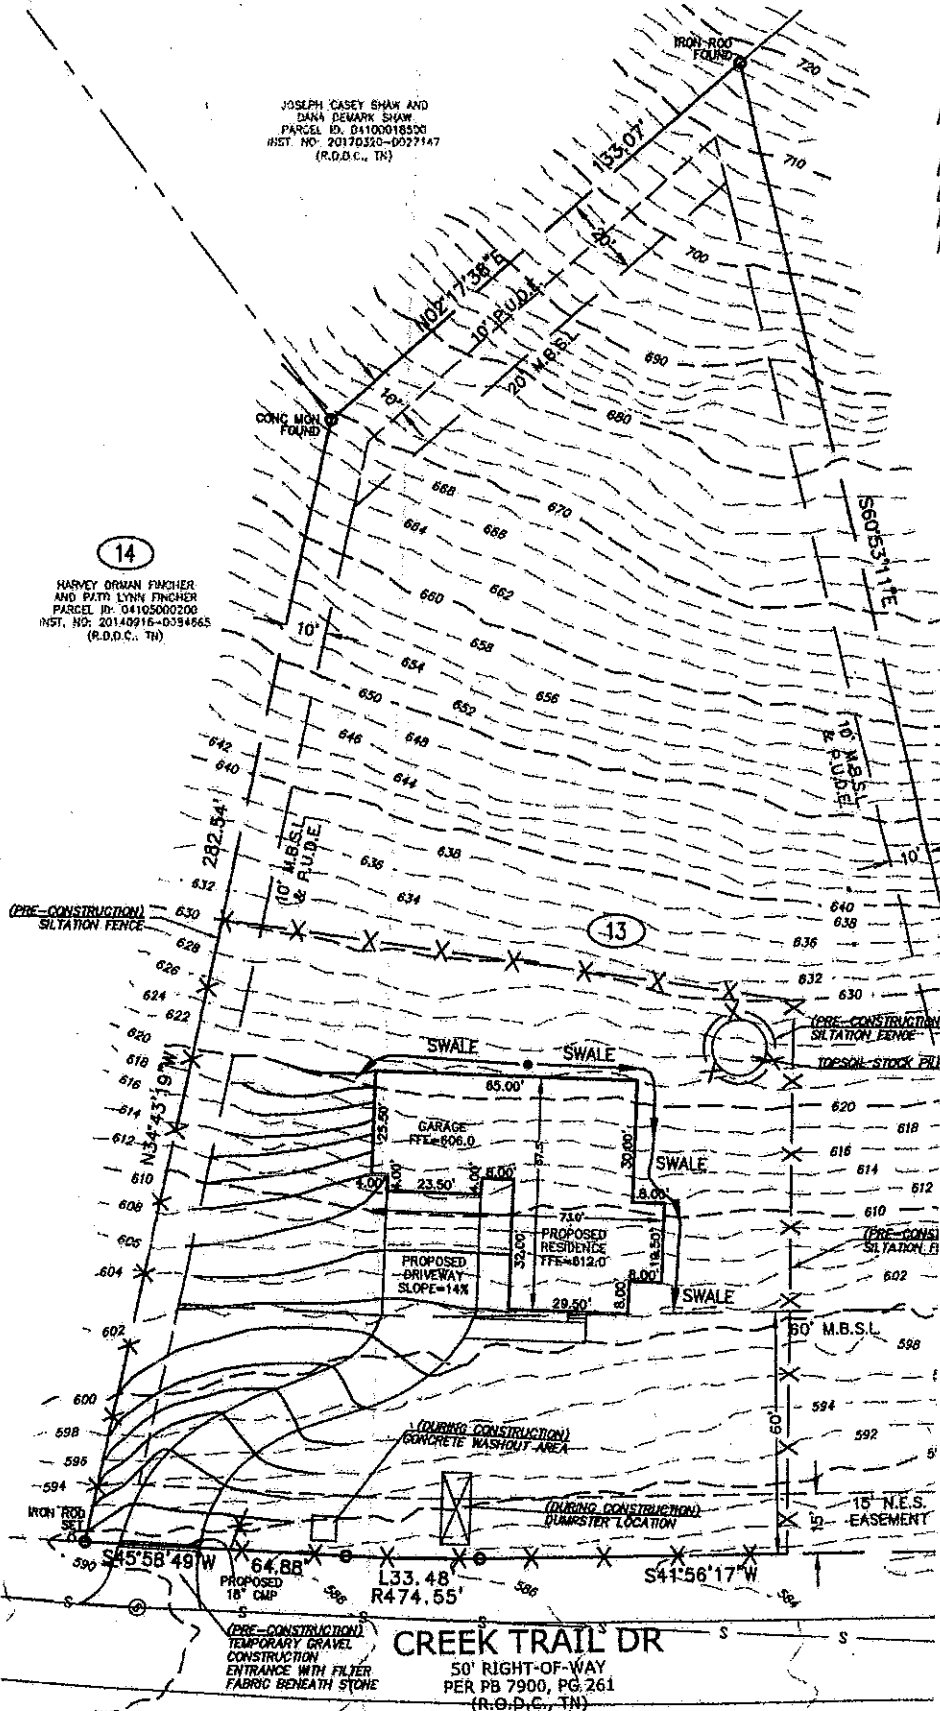 IRON ROD
FOUND
720
JOSEPH CASEY SHAW AND
DANA DEMARK SHAW
PARCEL ID. 04100018500
INST. NO: 20170320-0027147
(R.O.D.C., TN)
133.07'
710
20'
700
N02°17'38"E
10' P.U.D.E.
20' M.B.S.L.
690
10'
680
CONC MON
FOUND
668
670
664
666
S60°53'11"E
14
HARVEY ORMAN FINCHER
AND PATTI LYNN FINCHER
PARCEL ID: 04105000200
(R.O.D.C., TN)
660
662
10'
658
654
650
652
656
10' M.B.S.L.
& P.U.D.E.
642
646
648
640
644
282.54'
10' M.B.S.L.
& P.U.D.E.
636
638
10'
632
634
640
638
(PRE-CONSTRUCTION)
SILTATION FENCE
630
13
636
628
626
632
624
630
622
(PRE-CONSTRUCTION
SILTATION FENCE
620
SWALE
SWALE
618
TOPSOIL STOCK PIL
616
65.00'
N34°43'19"W
614
25.50'
GARAGE
FFE=606.0
57.5'
30.00'
620
618
612
616
SWALE
614
610
4.00'
4.00'
23.50'
4.00'
8.00'
8.00'
612
608
73.0'
610
606
PROPOSED
RESIDENCE
FFE=612.0
32.00'
19.50'
(PRE-CONST
SILTATION F
604
PROPOSED
DRIVEWAY
SLOPE=14%
8.00'
602
29.50'
8.00'
SWALE
602
60' M.B.S.L.
598
600
598
(DURING CONSTRUCTION)
CONCRETE WASHOUT AREA
60'
594
592
596
594
IRON ROD
SET
(DURING CONSTRUCTION)
DUMPSTER LOCATION
15'
15' N.E.S.
EASEMENT
590
S45°58'49"W
64.88'
PROPOSED
18" CMP
588
L33.48'
R474.55'
586
S41°56'17"W
584
S
S
S
S
S
S
S
(PRE-CONSTRUCTION)
TEMPORARY GRAVEL
CONSTRUCTION
ENTRANCE WITH FILTER
FABRIC BENEATH STONE
CREEK TRAIL DR
50' RIGHT-OF-WAY
PER PB 7900, PG 261
(R.O.D.C., TN)